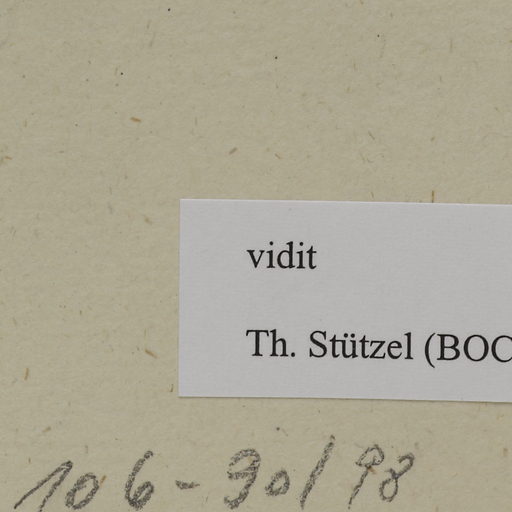 vidit
Th. Stützel (BOC
106-30/98